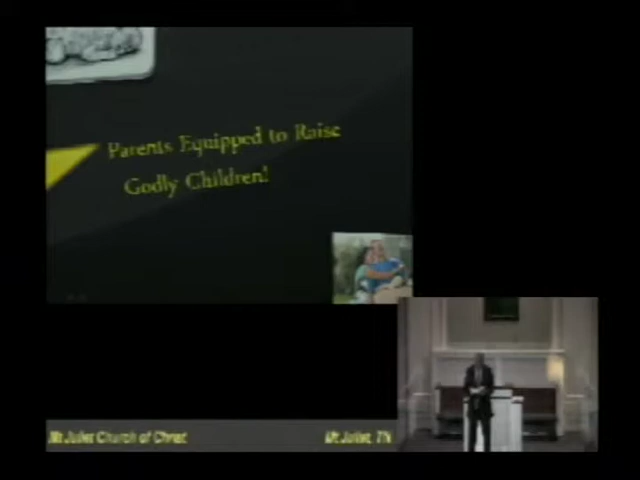 Parents Equipped to Raise
Godly Children!
Mt Juliet Church of Christ
Mt Juliet, TN